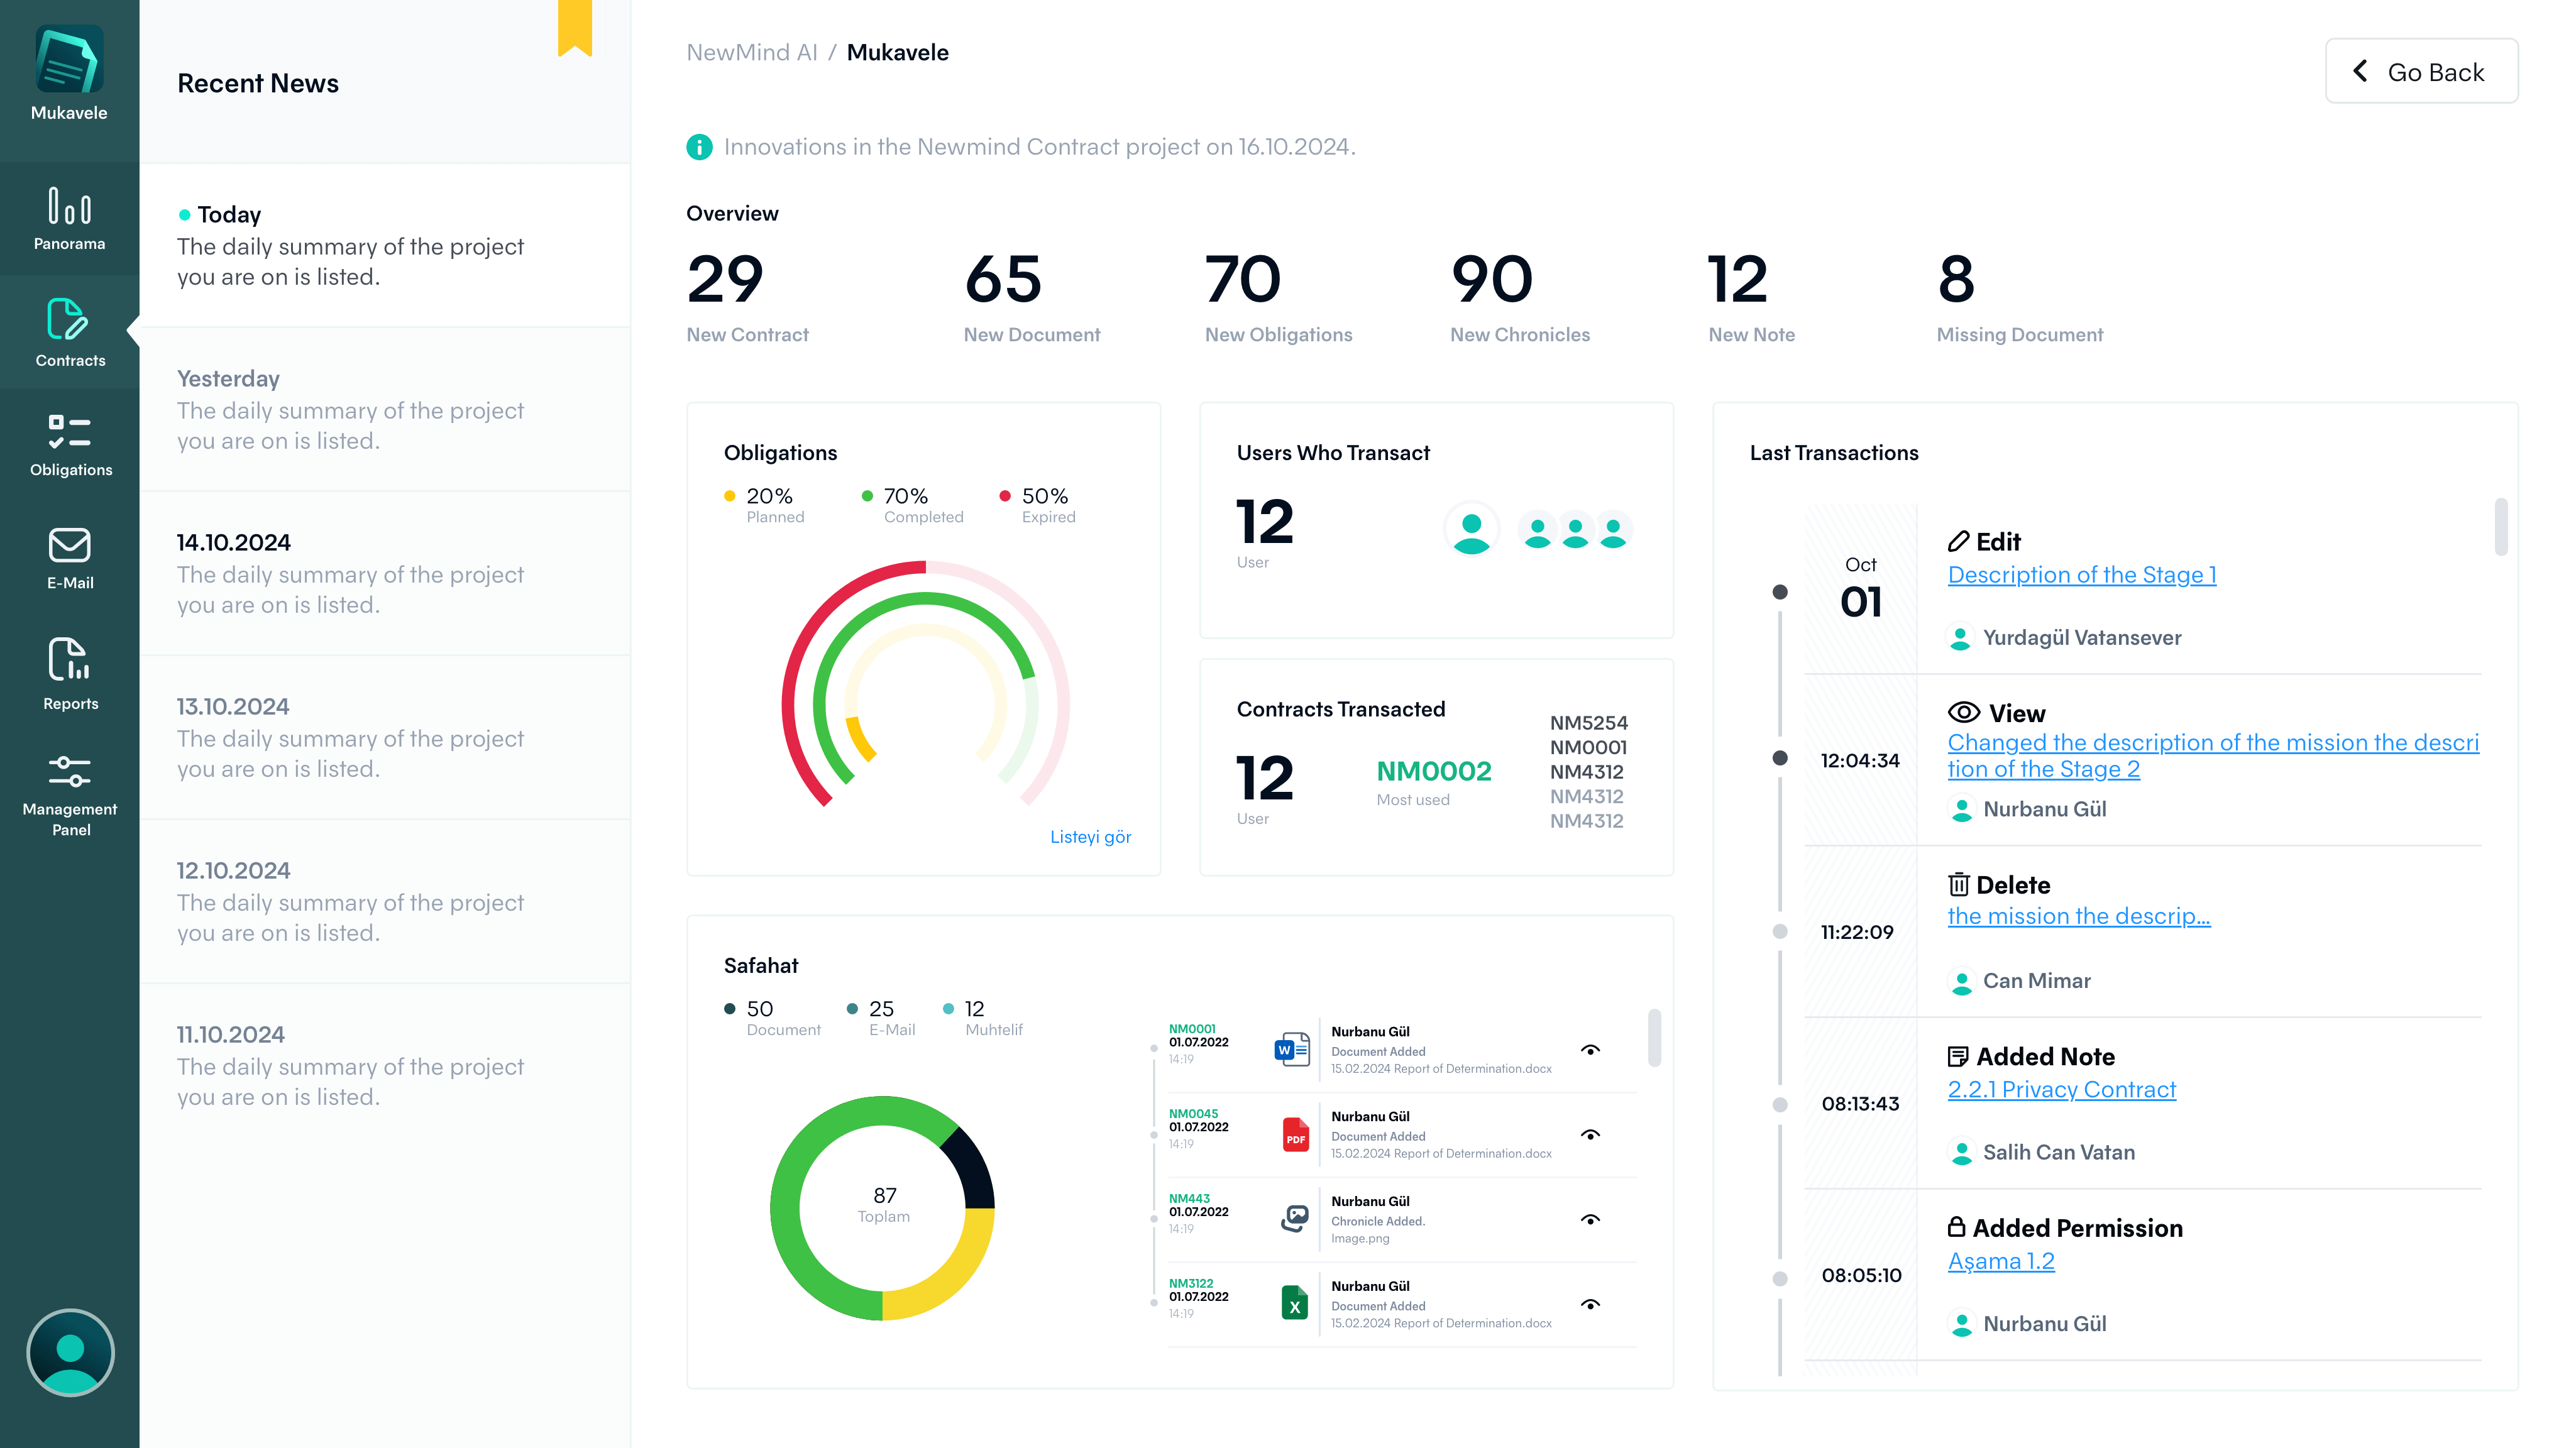 Mukavele
Panorama
Contracts
Obligations
E-Mail
Reports
Management
Panel
Recent News
Today
The daily summary of the project
you are on is listed.
Yesterday
The daily summary of the project
you are on is listed.
14.10.2024
The daily summary of the project
you are on is listed.
13.10.2024
The daily summary of the project
you are on is listed.
12.10.2024
The daily summary of the project
you are on is listed.
11.10.2024
The daily summary of the project
you are on is listed.
NewMind AI / Mukavele
Go Back
Innovations in the Newmind Contract project on 16.10.2024.
Overview
29
New Contract
65
New Document
70
New Obligations
90
New Chronicles
12
New Note
8
Missing Document
Obligations
20%
Planned
70%
Completed
50%
Expired
Listeyi gör
Users Who Transact
12
User
Contracts Transacted
12
User
NM0002
Most used
NM5254
NM0001
NM4312
NM4312
NM4312
Safahat
50
Document
25
E-Mail
12
Muhtelif
87
Toplam
NM0001
01.07.2022
14:19
W
Nurbanu Gül
Document Added
15.02.2024 Report of Determination.docx
NM0045
01.07.2022
14:19
PDF
Nurbanu Gül
Document Added
15.02.2024 Report of Determination.docx
NM443
01.07.2022
14:19
Nurbanu Gül
Chronicle Added.
Image.png
NM3122
01.07.2022
14:19
X
Nurbanu Gül
Document Added
15.02.2024 Report of Determination.docx
Last Transactions
Oct
01
Edit
Description of the Stage 1
Yurdagül Vatansever
12:04:34
View
Changed the description of the mission the descri
tion of the Stage 2
Nurbanu Gül
11:22:09
Delete
the mission the descrip...
Can Mimar
08:13:43
Added Note
2.2.1 Privacy Contract
Salih Can Vatan
08:05:10
Added Permission
Aşama 1.2
Nurbanu Gül